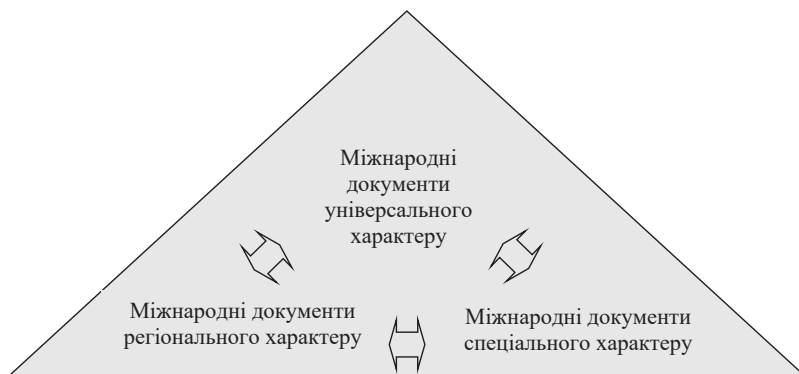 Міжнародні
документи
універсального
характеру
Міжнародні документи
регіонального характеру
Міжнародні документи
спеціального характеру